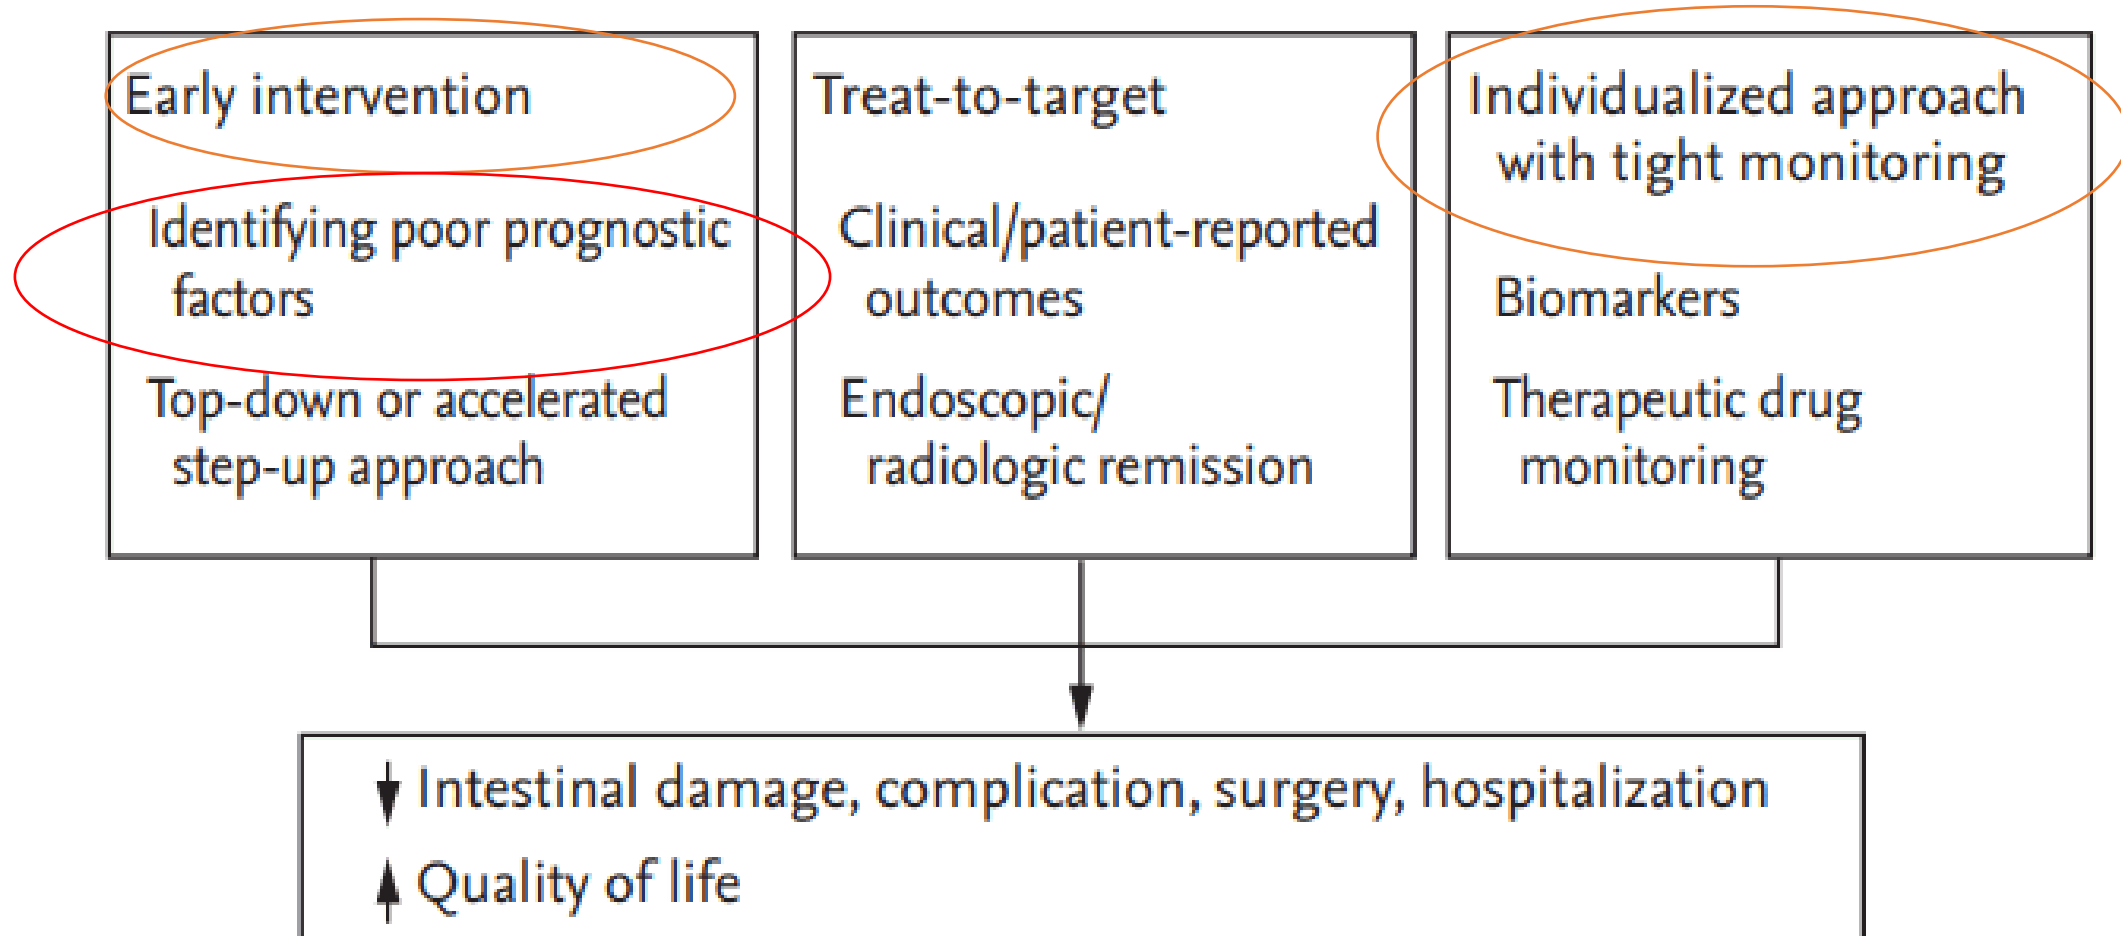 Early intervention
Identifying poor prognostic
factors
Top-down or accelerated
step-up approach
Treat-to-target
Clinical/patient-reported
outcomes
Endoscopic/
radiologic remission
Individualized approach
with tight monitoring
Biomarkers
Therapeutic drug
monitoring
Intestinal damage, complication, surgery, hospitalization
Quality of life